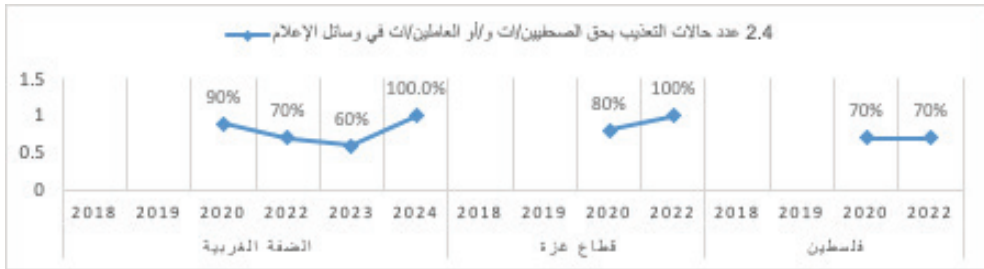 2.4 عدد حالات التعذيب بحق الصحفيين/ات و/أو العاملين/ات في وسائل الإعلام
1.5
1
0.5
0
90% 70% 60% 100.0% 80% 100% 70% 70%
2018 2019 2020 2022 2023 2024 2018 2019 2020 2022 2018 2019 2020 2022
الضفة الغربية قطاع غزة فلسطين